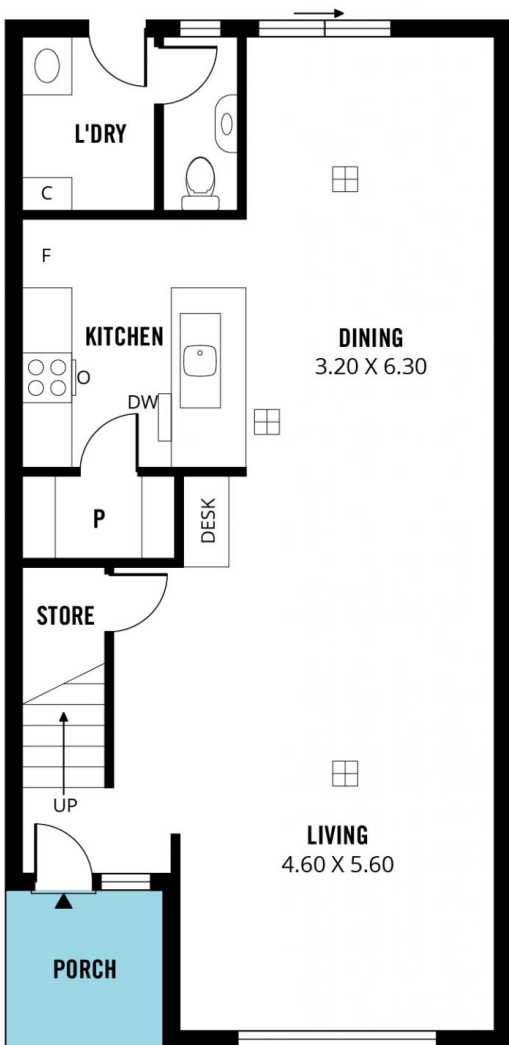 L'DRY
C
F
KITCHEN
O
DW
DINING
3.20 X 6.30
P
DESK
STORE
UP
LIVING
4.60 X 5.60
PORCH